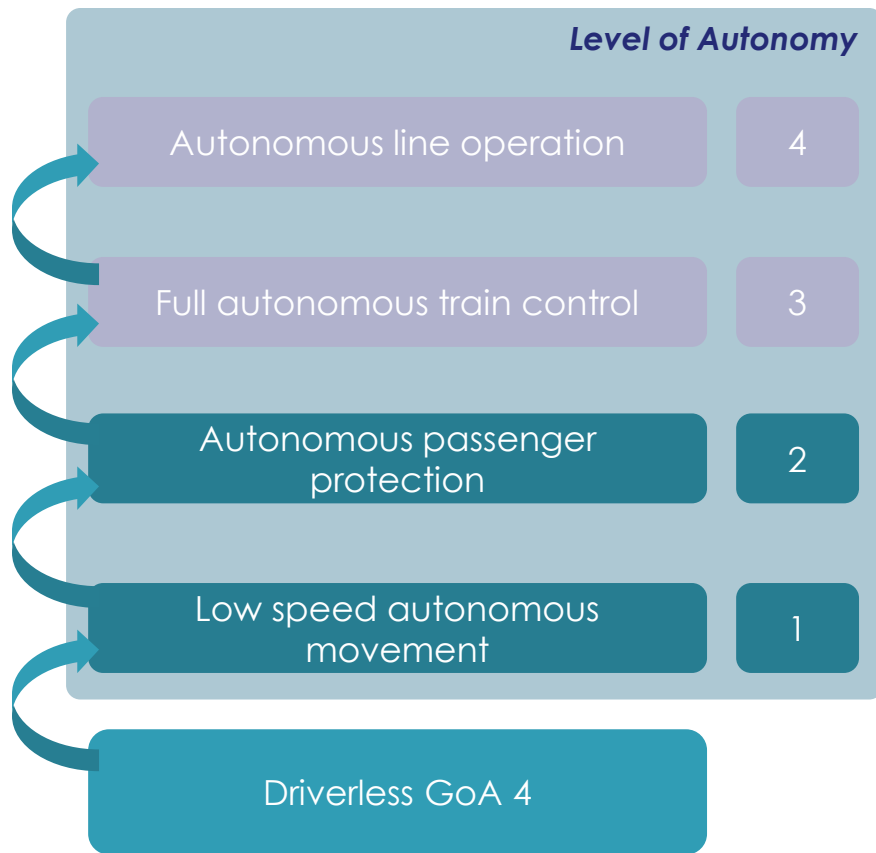 Level of Autonomy
Autonomous line operation 4
Full autonomous train control 3
Autonomous passenger
protection 2
Low speed autonomous
movement 1
Driverless GoA 4